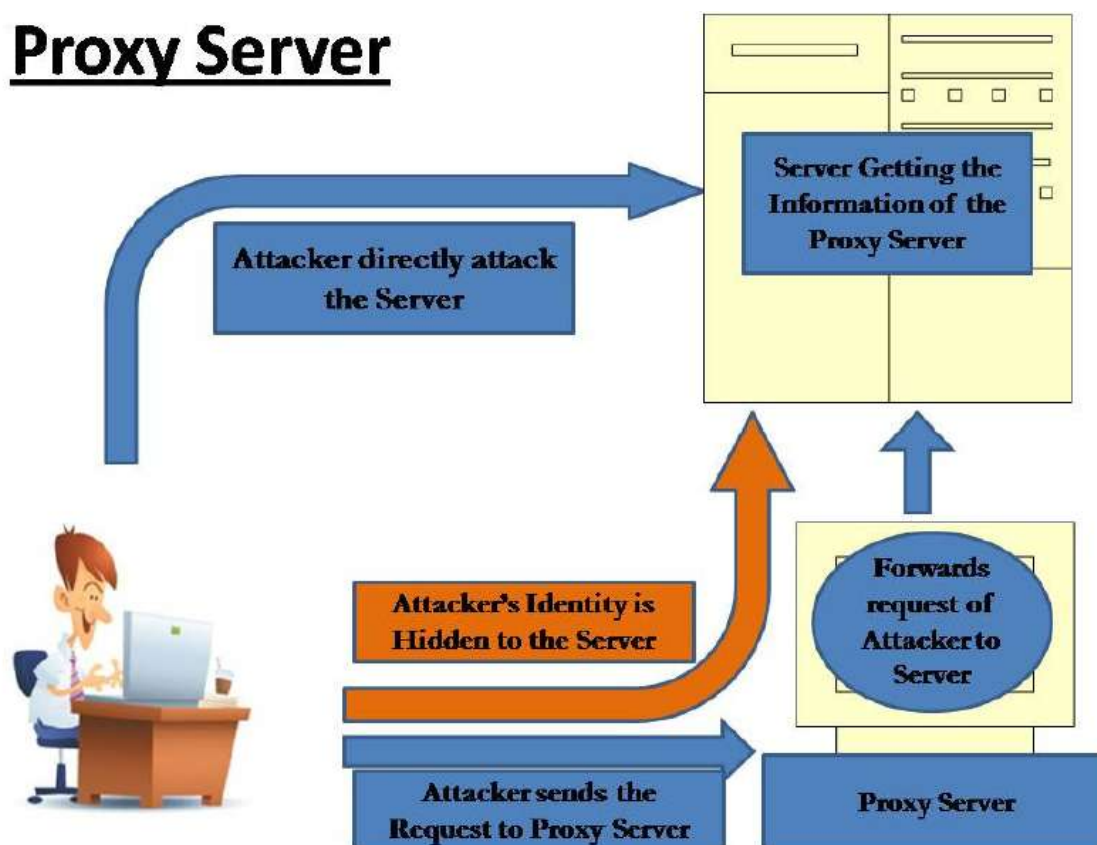 Proxy Server
Server Getting the
Information of the
Proxy Server
Attacker directly attack
the Server
Attacker's Identity is
Hidden to the Server
Forwards
request of
Attacker to
Server
Attacker sends the
Request to Proxy Server
Proxy Server